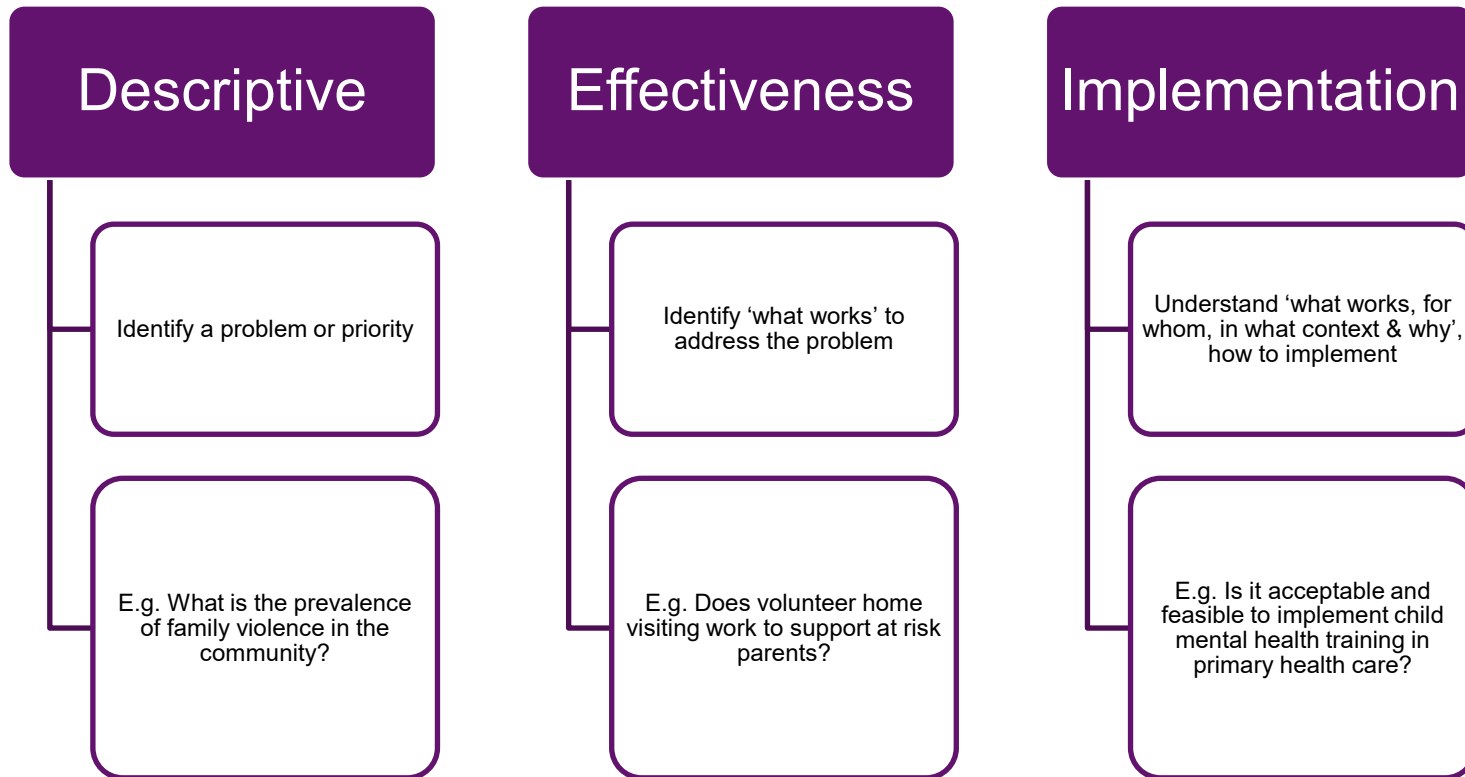 Descriptive
Identify a problem or priority
E.g. What is the prevalence
of family violence in the
community?
Effectiveness
Identify ‘what works’ to
address the problem
E.g. Does volunteer home
visiting work to support at risk
parents?
Implementation
Understand ‘what works, for
whom, in what context & why’,
how to implement
E.g. Is it acceptable and
feasible to implement child
mental health training in
primary health care?